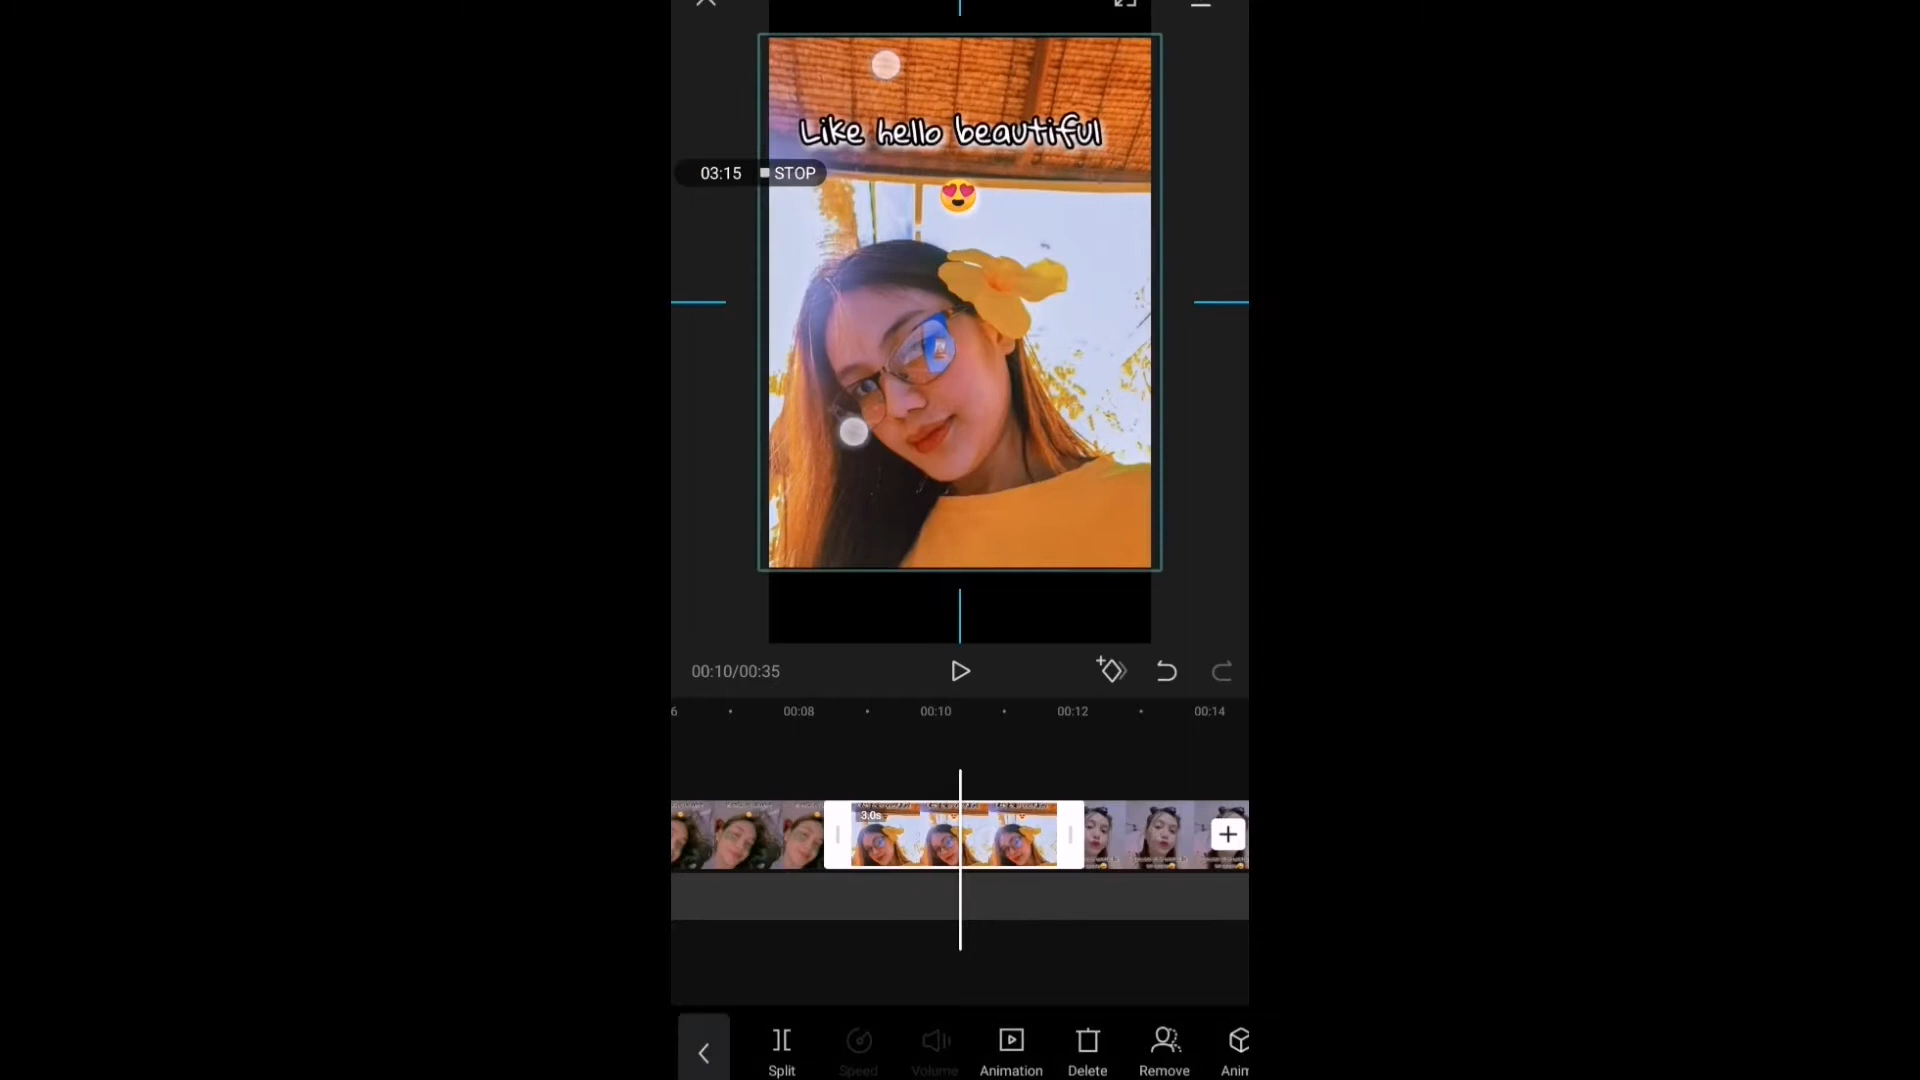 Like hello beautiful
03:15 STOP
😍
00:10/00:35
00:08 00:10 00:12 00:14
3.0s
Split Speed Volume Animation Delete Remove Anim